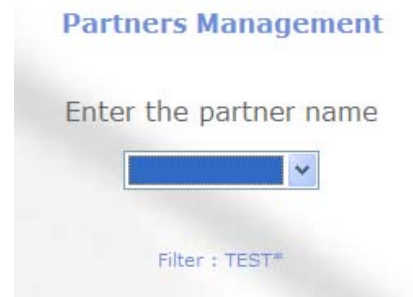 Partners Management
Enter the partner name
Filter : TEST*